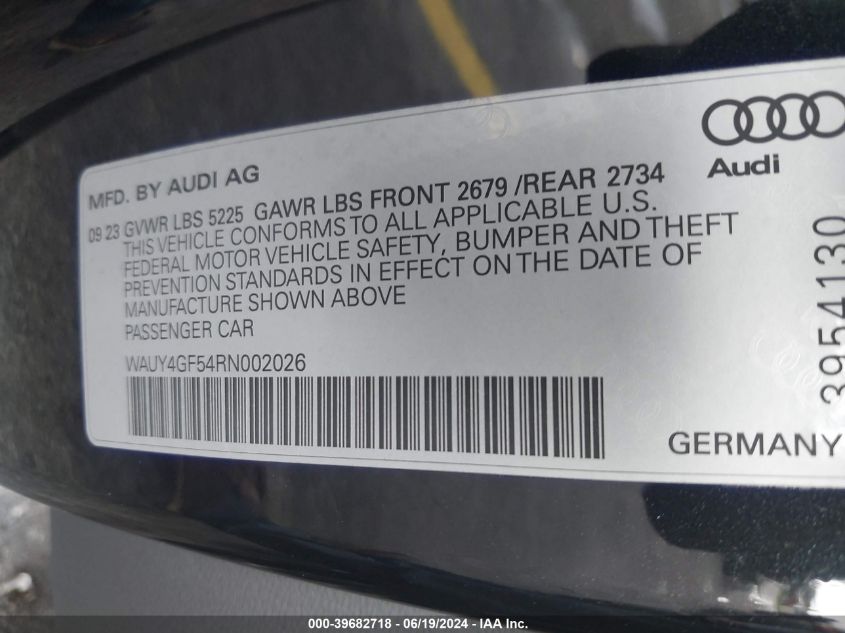 Audi
MFD. BY AUDI AG
09 23 GVWR LBS 5225 GAWR LBS FRONT 2679 /REAR 2734
THIS VEHICLE CONFORMS TO ALL APPLICABLE U.S.
FEDERAL MOTOR VEHICLE SAFETY, BUMPER AND THEFT
PREVENTION STANDARDS IN EFFECT ON THE DATE OF
MANUFACTURE SHOWN ABOVE
PASSENGER CAR
WAUY4GF54RN002026
3954130
GERMANY
000-39682718 - 06/19/2024 - IAA Inc.